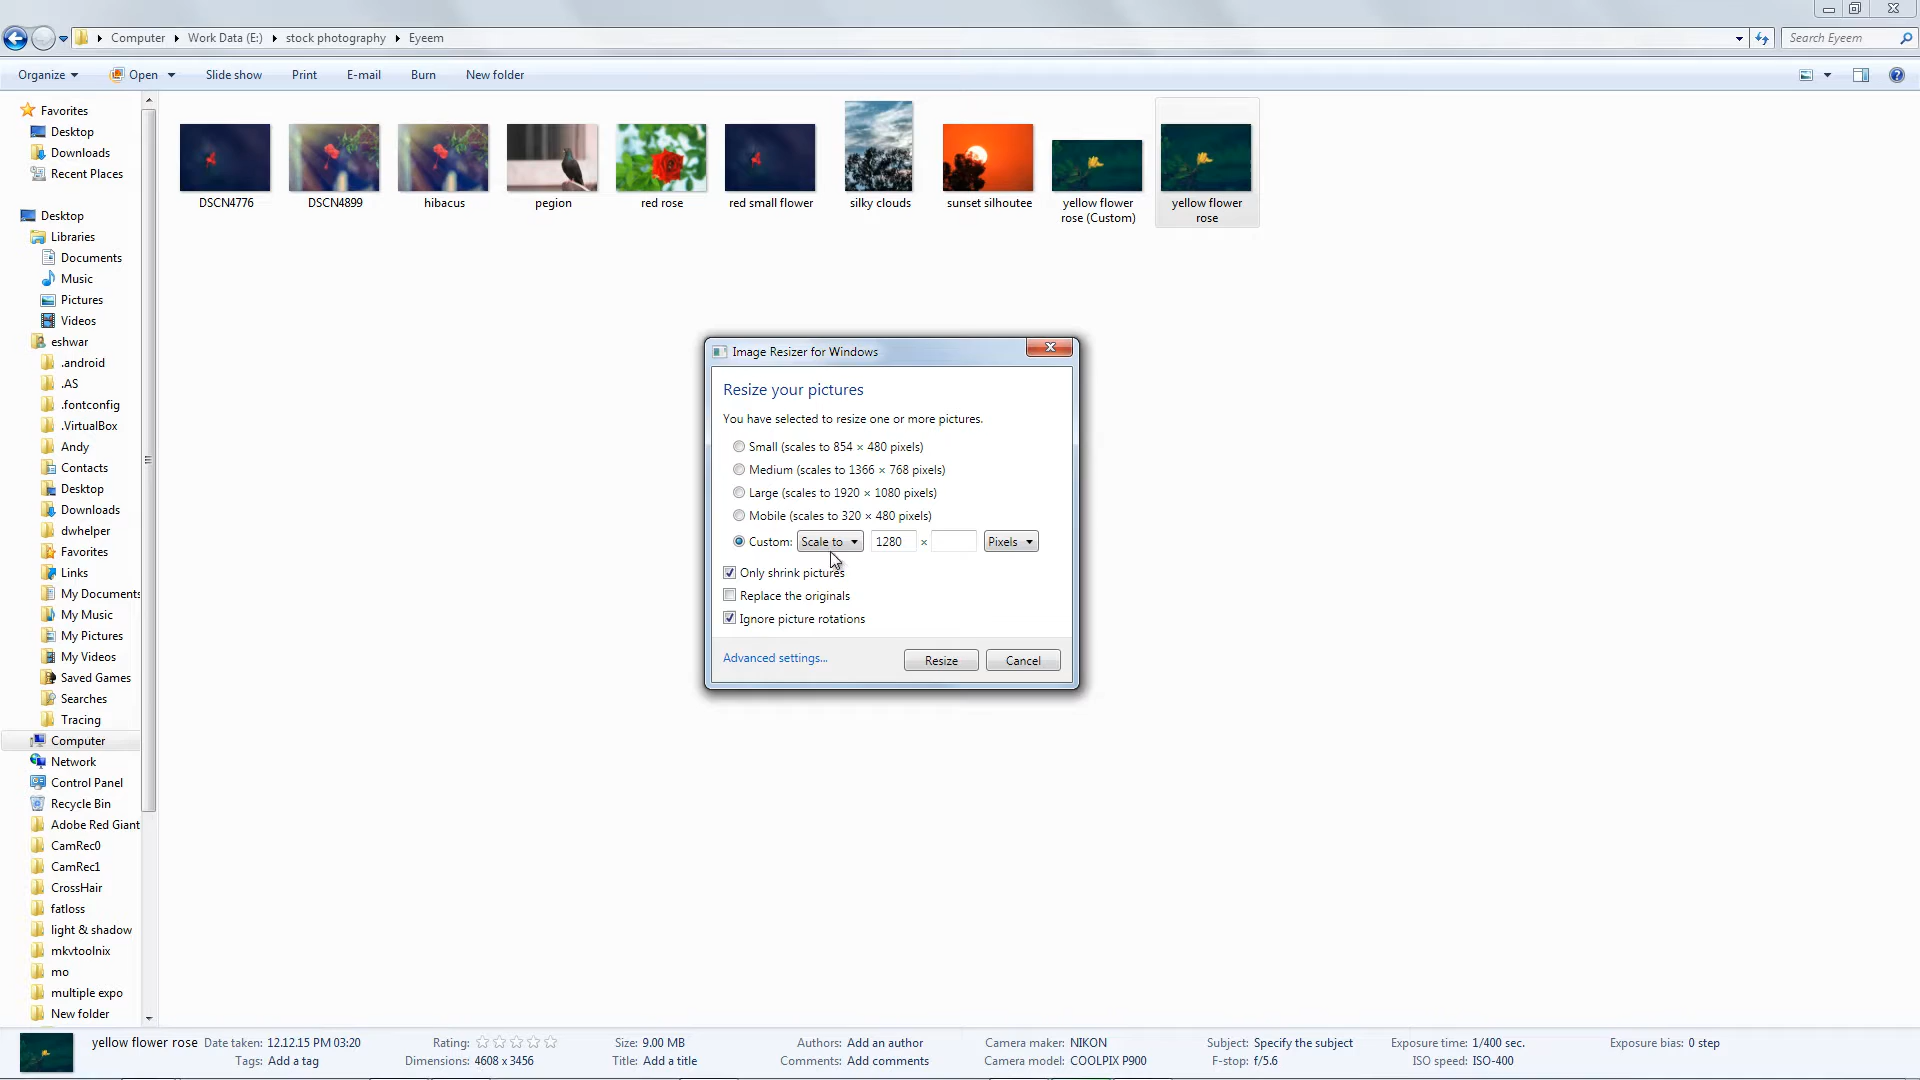 Computer Work Data (E:) stock photography Eyeem
Search Eyeem
Organize Open Slide show Print E-mail Burn New folder
Favorites
Desktop
Downloads
Recent Places
Desktop
Libraries
Documents
Music
Pictures
Videos
eshwar
.android
.AS
.fontconfig
.VirtualBox
Andy
Contacts
Desktop
Downloads
dwhelper
Favorites
Links
My Documents
My Music
My Pictures
My Videos
Saved Games
Searches
Tracing
Computer
Network
Control Panel
Recycle Bin
Adobe Red Giant
CamRec0
CamRec1
CrossHair
fatloss
light & shadow
mkvtoolnix
mo
multiple expo
New folder
DSCN4776
DSCN4899
hibacus
pegion
red rose
red small flower
silky clouds
sunset silhoutee
yellow flower
rose (Custom)
yellow flower
rose
Image Resizer for Windows
Resize your pictures
You have selected to resize one or more pictures.
Small (scales to 854 × 480 pixels)
Medium (scales to 1366 × 768 pixels)
Large (scales to 1920 × 1080 pixels)
Mobile (scales to 320 × 480 pixels)
Custom: Scale to 1280 × Pixels
Only shrink pictures
Replace the originals
Ignore picture rotations
Advanced settings... Resize Cancel
yellow flower rose Date taken: 12.12.15 PM 03:20 Rating: Size: 9.00 MB Authors: Add an author Camera maker: NIKON Subject: Specify the subject Exposure time: 1/400 sec. Exposure bias: 0 step
Tags: Add a tag Dimensions: 4608 x 3456 Title: Add a title Comments: Add comments Camera model: COOLPIX P900 F-stop: f/5.6 ISO speed: ISO-400